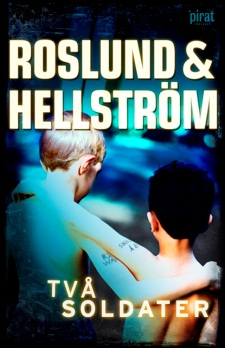 pirat
ROSLUND &
HELLSTRÖM
TVÅ
SOLDATER